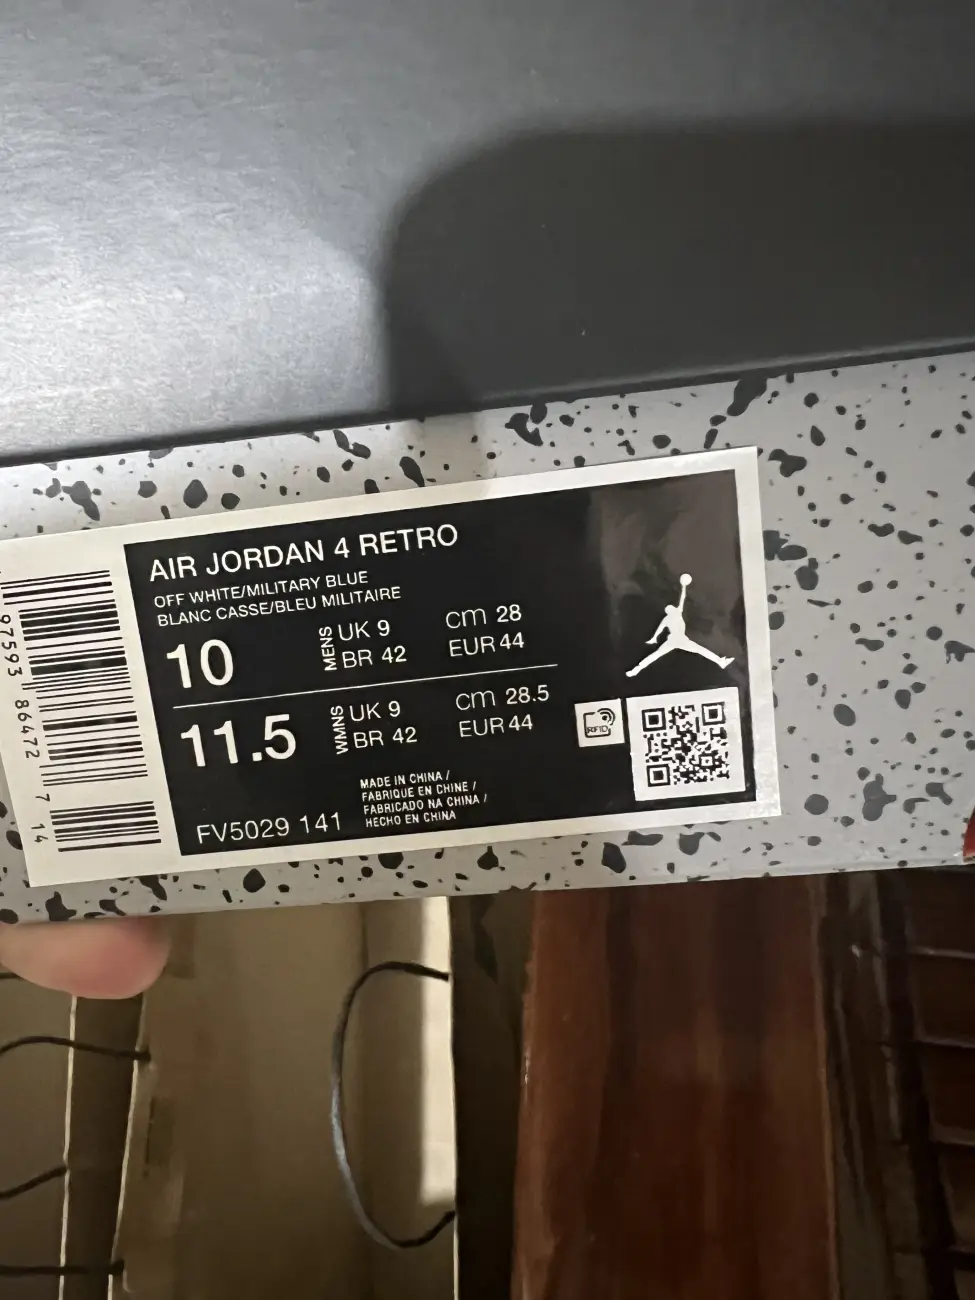 AIR JORDAN 4 RETRO
OFF WHITE/MILITARY BLUE
BLANC CASSE/BLEU MILITAIRE
10
MENS
UK 9
BR 42
cm 28
EUR 44
11.5
WMNS
UK 9
BR 42
cm 28.5
EUR 44
RFID
MADE IN CHINA /
FABRIQUE EN CHINE /
FABRICADO NA CHINA /
HECHO EN CHINA
FV5029 141
97593 86472 7 14